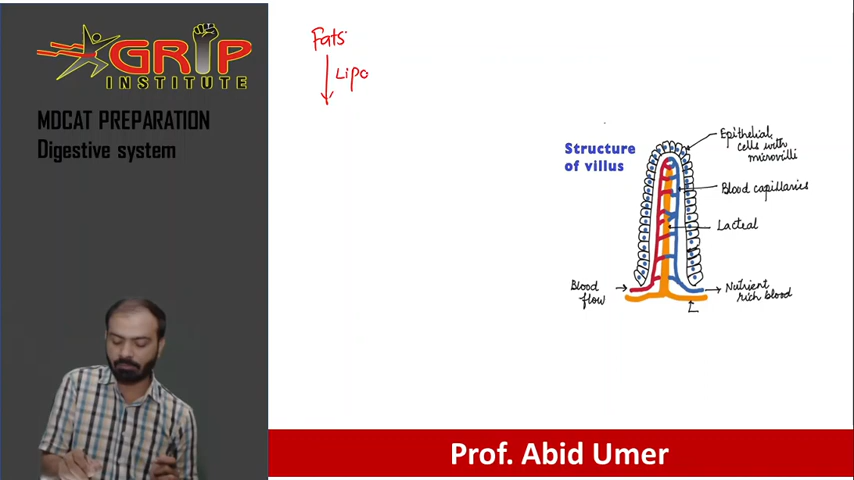 GRIP
INSTITUTE
MDCAT PREPARATION
Digestive system
Fats
Lipo
Structure
of villus
Epithelial
cells with
microvilli
Blood capillaries
Lacteal
Blood
flow
Nutrient
rich blood
L
Prof. Abid Umer